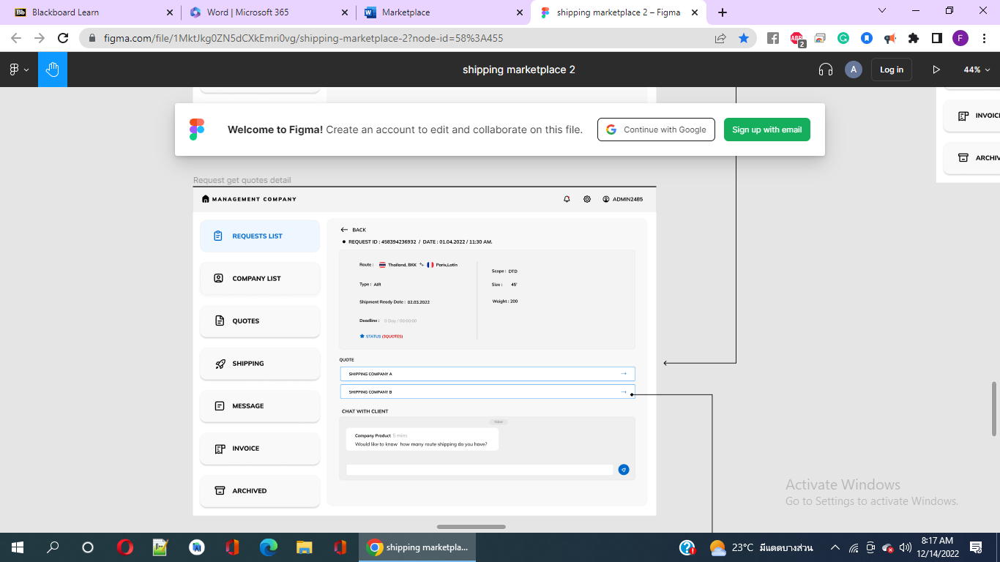 Blackboard Learn
Word | Microsoft 365
Marketplace
shipping marketplace 2 – Figma
figma.com/file/1MktJkg0ZN5dCXkEmri0vg/shipping-marketplace-2?node-id=58%3A455
shipping marketplace 2
A
Log in
44%
Welcome to Figma! Create an account to edit and collaborate on this file.
Continue with Google
Sign up with email
INVOIC
ARCHIV
Request get quotes detail
MANAGEMENT COMPANY
ADMIN2485
REQUESTS LIST
COMPANY LIST
QUOTES
SHIPPING
MESSAGE
INVOICE
ARCHIVED
BACK
REQUEST ID : 458394236932 / DATE : 01.04.2022 / 11:30 AM.
Route : Thailand, BKK Paris,Latin
Type : AIR
Shipment Ready Date : 02.03.2022
Deadline : 0 Day / 00:00:00
STATUS (3QUOTES)
Scope : DTD
Size : 45'
Weight : 200
QUOTE
SHIPPING COMPANY A
SHIPPING COMPANY B
CHAT WITH CLIENT
Company Product 5 mins
Would like to know how many route shipping do you have?
Activate Windows
Go to Settings to activate Windows.
shipping marketpla...
23°C มีแดดบางส่วน
8:17 AM
12/14/2022